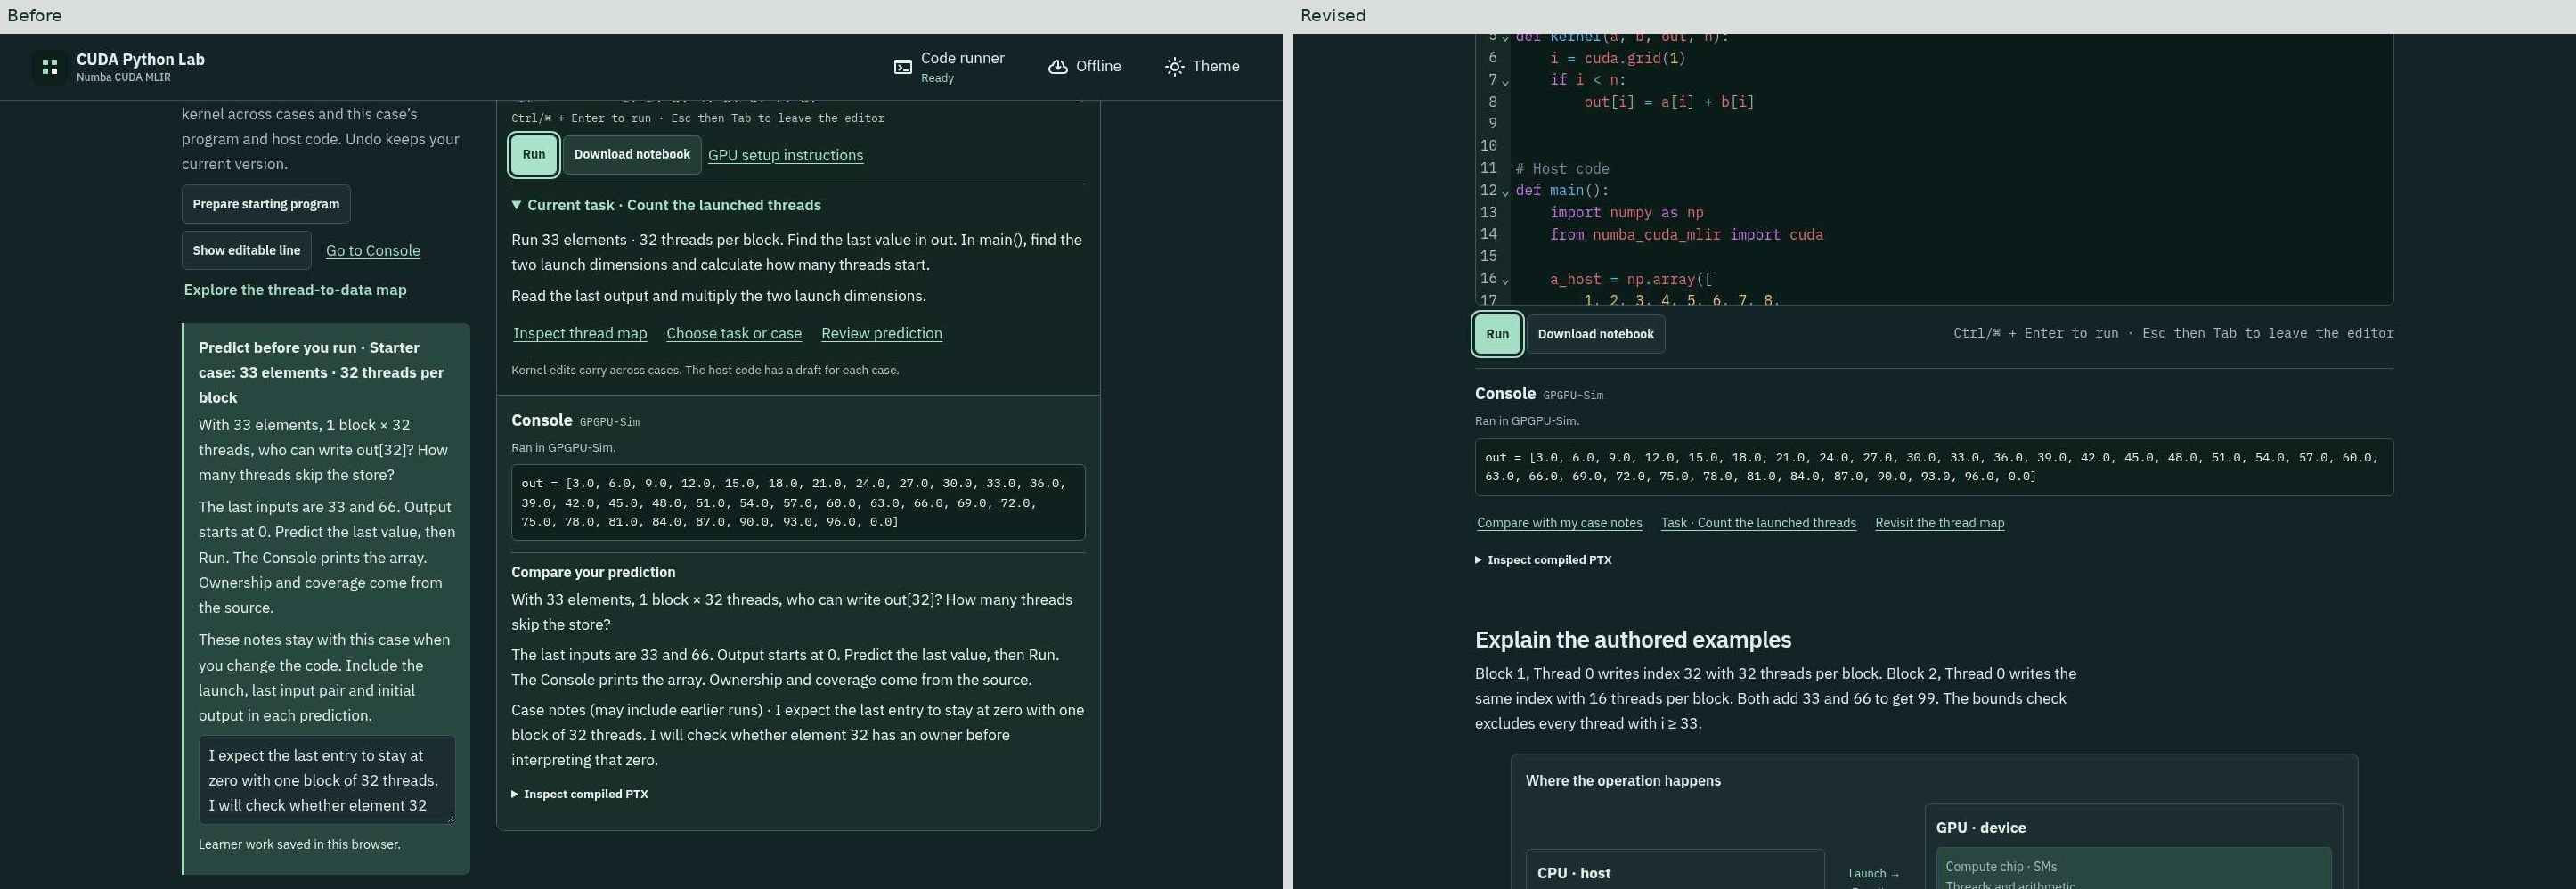 Before
CUDA Python Lab
Numba CUDA MLIR
Code runner
Ready
Offline
Theme
kernel across cases and this case’s
program and host code. Undo keeps your
current version.
Prepare starting program
Show editable line
Go to Console
Explore the thread-to-data map
Predict before you run · Starter
case: 33 elements · 32 threads per
block
With 33 elements, 1 block × 32
threads, who can write out[32]? How
many threads skip the store?
The last inputs are 33 and 66. Output
starts at 0. Predict the last value, then
Run. The Console prints the array.
Ownership and coverage come from
the source.
These notes stay with this case when
you change the code. Include the
launch, last input pair and initial
output in each prediction.
I expect the last entry to stay at
zero with one block of 32 threads.
I will check whether element 32
Learner work saved in this browser.
Ctrl/⌘ + Enter to run · Esc then Tab to leave the editor
Run
Download notebook
GPU setup instructions
▼ Current task · Count the launched threads
Run 33 elements · 32 threads per block. Find the last value in out. In main(), find the
two launch dimensions and calculate how many threads start.
Read the last output and multiply the two launch dimensions.
Inspect thread map
Choose task or case
Review prediction
Kernel edits carry across cases. The host code has a draft for each case.
Console GPGPU-Sim
Ran in GPGPU-Sim.
out = [3.0, 6.0, 9.0, 12.0, 15.0, 18.0, 21.0, 24.0, 27.0, 30.0, 33.0, 36.0,
39.0, 42.0, 45.0, 48.0, 51.0, 54.0, 57.0, 60.0, 63.0, 66.0, 69.0, 72.0,
75.0, 78.0, 81.0, 84.0, 87.0, 90.0, 93.0, 96.0, 0.0]
Compare your prediction
With 33 elements, 1 block × 32 threads, who can write out[32]? How many threads
skip the store?
The last inputs are 33 and 66. Output starts at 0. Predict the last value, then Run.
The Console prints the array. Ownership and coverage come from the source.
Case notes (may include earlier runs) · I expect the last entry to stay at zero with one
block of 32 threads. I will check whether element 32 has an owner before
interpreting that zero.
▶ Inspect compiled PTX
Revised
5 def kernel(a, b, out, n):
6 i = cuda.grid(1)
7 if i < n:
8 out[i] = a[i] + b[i]
9
10
11 # Host code
12 def main():
13 import numpy as np
14 from numba_cuda_mlir import cuda
15
16 a_host = np.array([
17 1, 2, 3, 4, 5, 6, 7, 8,
Run
Download notebook
Ctrl/⌘ + Enter to run · Esc then Tab to leave the editor
Console GPGPU-Sim
Ran in GPGPU-Sim.
out = [3.0, 6.0, 9.0, 12.0, 15.0, 18.0, 21.0, 24.0, 27.0, 30.0, 33.0, 36.0, 39.0, 42.0, 45.0, 48.0, 51.0, 54.0, 57.0, 60.0,
63.0, 66.0, 69.0, 72.0, 75.0, 78.0, 81.0, 84.0, 87.0, 90.0, 93.0, 96.0, 0.0]
Compare with my case notes
Task · Count the launched threads
Revisit the thread map
▶ Inspect compiled PTX
Explain the authored examples
Block 1, Thread 0 writes index 32 with 32 threads per block. Block 2, Thread 0 writes the
same index with 16 threads per block. Both add 33 and 66 to get 99. The bounds check
excludes every thread with i ≥ 33.
Where the operation happens
GPU · device
Compute chip · SMs
Threads and arithmetic
CPU · host
Launch →